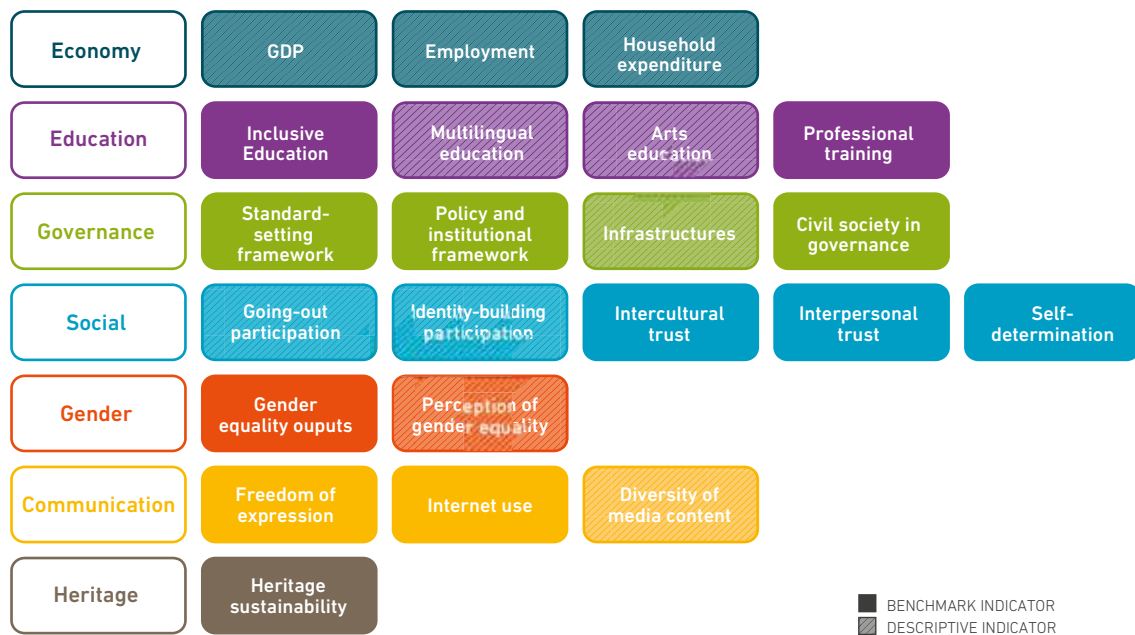 Economy
GDP
Employment
Household
expenditure
Education
Inclusive
Education
Multilingual
education
Arts
education
Professional
training
Governance
Standard-
setting
framework
Policy and
institutional
framework
Infrastructures
Civil society in
governance
Social
Going-out
participation
Identity-building
participation
Intercultural
trust
Interpersonal
trust
Self-
determination
Gender
Gender
equality ouputs
Perception of
gender equality
Communication
Freedom of
expression
Internet use
Diversity of
media content
Heritage
Heritage
sustainability
BENCHMARK INDICATOR
DESCRIPTIVE INDICATOR